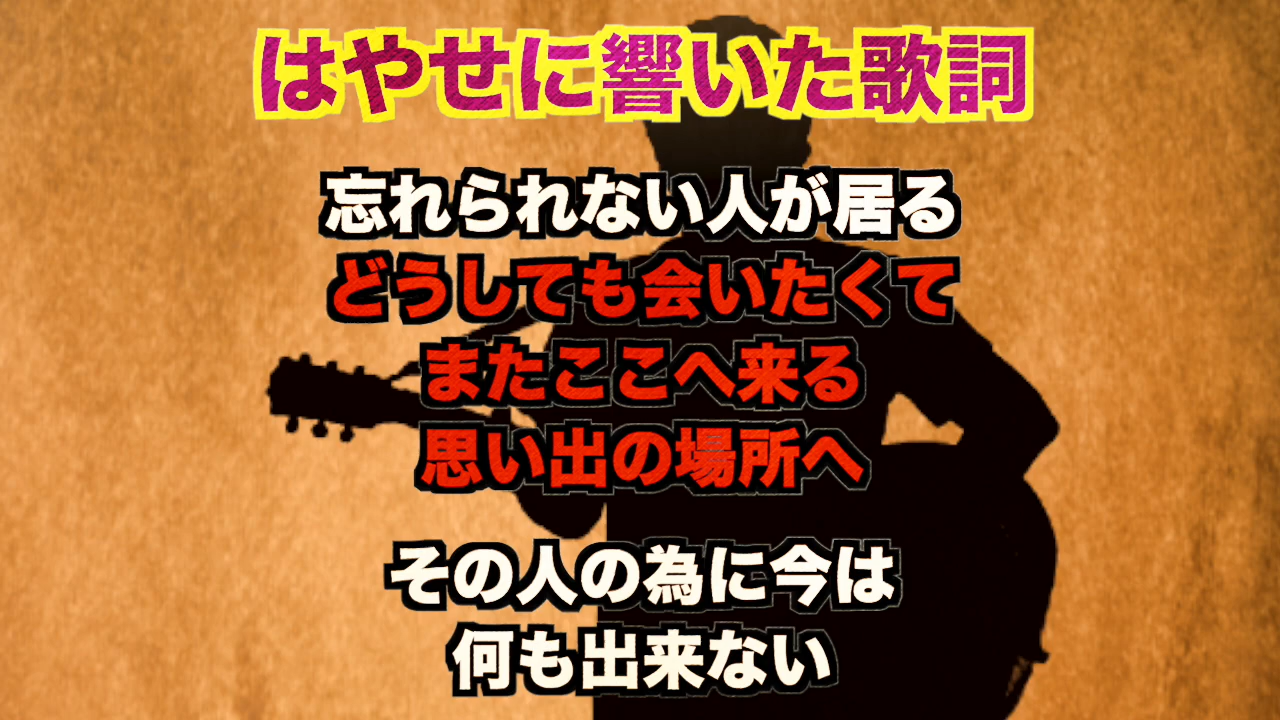 はやせに響いた歌詞
忘れられない人が居る
どうしても会いたくて
またここへ来る
思い出の場所へ
その人の為に今は
何も出来ない